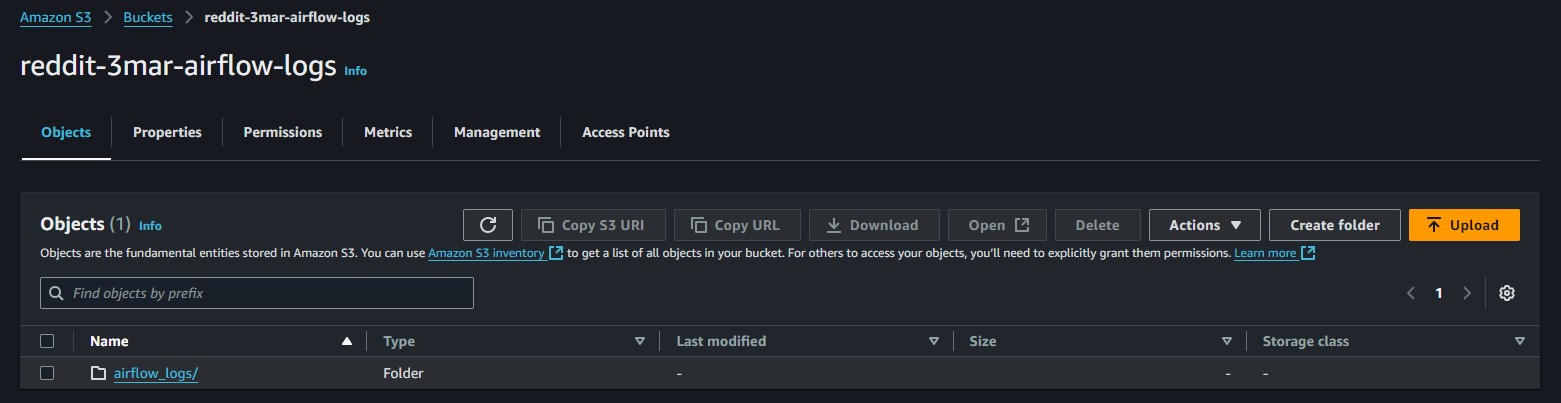 Amazon S3 > Buckets > reddit-3mar-airflow-logs
reddit-3mar-airflow-logs Info
Objects Properties Permissions Metrics Management Access Points
Objects (1) Info Copy S3 URI Copy URL Download Open Delete Actions Create folder Upload
Objects are the fundamental entities stored in Amazon S3. You can use Amazon S3 inventory to get a list of all objects in your bucket. For others to access your objects, you'll need to explicitly grant them permissions. Learn more
Find objects by prefix 1
Name Type Last modified Size Storage class
airflow_logs/ Folder - - -